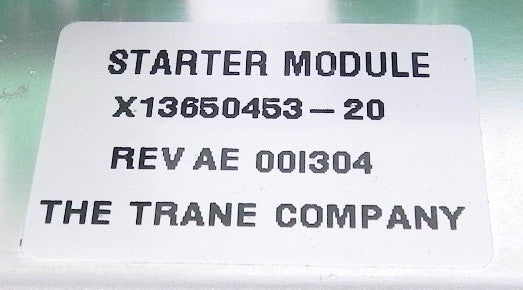 STARTER MODULE
X13650453-20
REV AE 001304
THE TRANE COMPANY